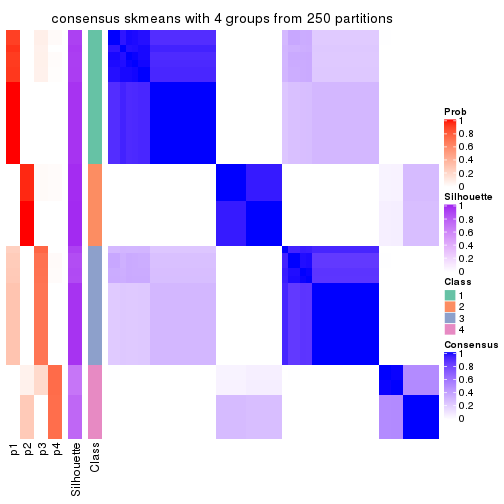 consensus skmeans with 4 groups from 250 partitions
Prob
1
0.8
0.6
0.4
0.2
0
Silhouette
1
0.8
0.6
0.4
0.2
0
Class
1
2
3
4
Consensus
1
0.8
0.6
0.4
0.2
0
p1
p2
p3
p4
Silhouette
Class